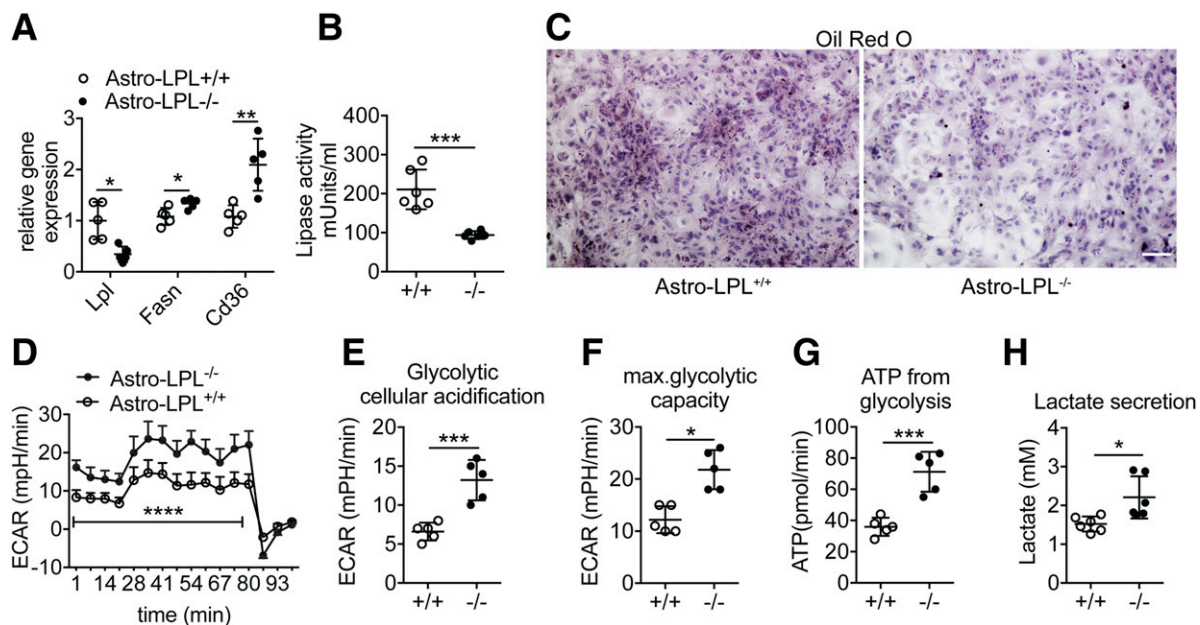 A
Astro-LPL+/+
Astro-LPL-/-
relative gene
expression
3
2
1
0
*
*
**
Lpl
Fasn
Cd36
B
Lipase activity
mUnits/ml
400
300
200
100
0
***
+/+
-/-
C
Oil Red O
Astro-LPL+/+
Astro-LPL-/-
D
Astro-LPL-/-
Astro-LPL+/+
ECAR (mpH/min)
30
20
10
0
-10
****
1 14 28 41 54 67 80 93
time (min)
E
Glycolytic
cellular acidification
ECAR (mPH/min)
20
15
10
5
0
***
+/+
-/-
F
max.glycolytic
capacity
ECAR (mPH/min)
30
20
10
0
*
+/+
-/-
G
ATP from
glycolysis
ATP(pmol/min)
100
80
60
40
20
0
***
+/+
-/-
H
Lactate secretion
Lactate (mM)
4
3
2
1
0
*
+/+
-/-